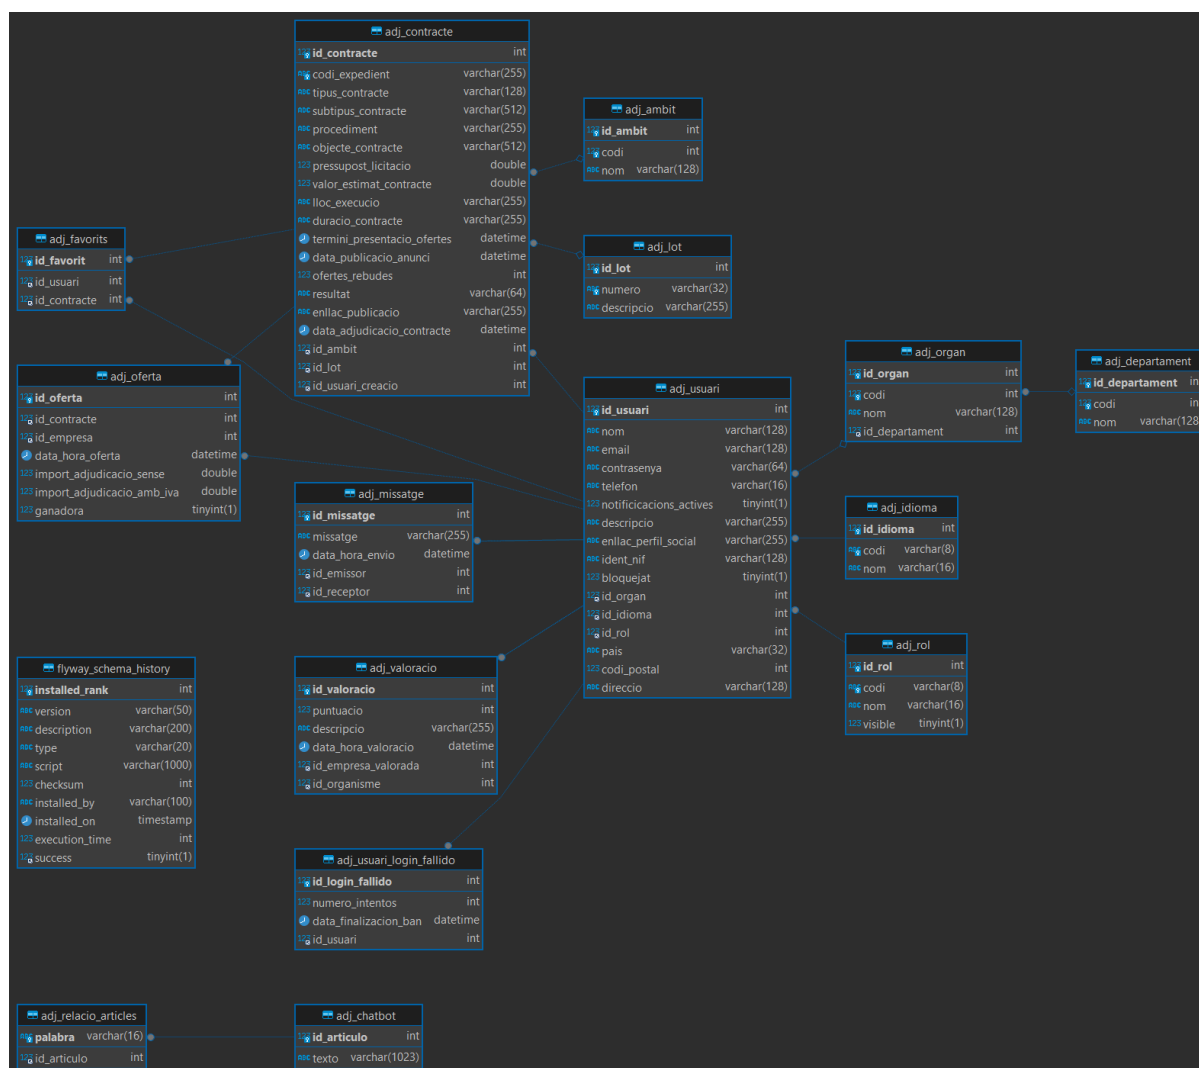 adj_contracte
id_contracte int
codi_expedient varchar(255)
tipus_contracte varchar(128)
subtipus_contracte varchar(512)
procediment varchar(255)
objecte_contracte varchar(512)
pressupost_licitacio double
valor_estimat_contracte double
lloc_execucio varchar(255)
duracio_contracte varchar(255)
termini_presentacio_ofertes datetime
data_publicacio_anunci datetime
ofertes_rebudes int
resultat varchar(64)
enllac_publicacio varchar(255)
data_adjudicacio_contracte datetime
id_ambit int
id_lot int
id_usuari_creacio int
adj_ambit
id_ambit int
codi int
nom varchar(128)
adj_favorits
id_favorit int
id_usuari int
id_contracte int
adj_lot
id_lot int
numero varchar(32)
descripcio varchar(255)
adj_organ
id_organ int
codi int
nom varchar(128)
id_departament int
adj_departament
id_departament in
codi in
nom varchar(128
adj_oferta
id_oferta int
id_contracte int
id_empresa int
data_hora_oferta datetime
import_adjudicacio_sense double
import_adjudicacio_amb_iva double
ganadora tinyint(1)
adj_usuari
id_usuari int
nom varchar(128)
email varchar(128)
contrasenya varchar(64)
telefon varchar(16)
notificicacions_actives tinyint(1)
descripcio varchar(255)
enllac_perfil_social varchar(255)
ident_nif varchar(128)
bloquejat tinyint(1)
id_organ int
id_idioma int
id_rol int
pais varchar(32)
codi_postal int
direccio varchar(128)
adj_missatge
id_missatge int
missatge varchar(255)
data_hora_envio datetime
id_emissor int
id_receptor int
adj_idioma
id_idioma int
codi varchar(8)
nom varchar(16)
adj_rol
id_rol int
codi varchar(8)
nom varchar(16)
visible tinyint(1)
flyway_schema_history
installed_rank int
version varchar(50)
description varchar(200)
type varchar(20)
script varchar(1000)
checksum int
installed_by varchar(100)
installed_on timestamp
execution_time int
success tinyint(1)
adj_valoracio
id_valoracio int
puntuacio int
descripcio varchar(255)
data_hora_valoracio datetime
id_empresa_valorada int
id_organisme int
adj_usuari_login_fallido
id_login_fallido int
numero_intentos int
data_finalizacion_ban datetime
id_usuari int
adj_relacio_articles
palabra varchar(16)
id_articulo int
adj_chatbot
id_articulo int
texto varchar(1023)